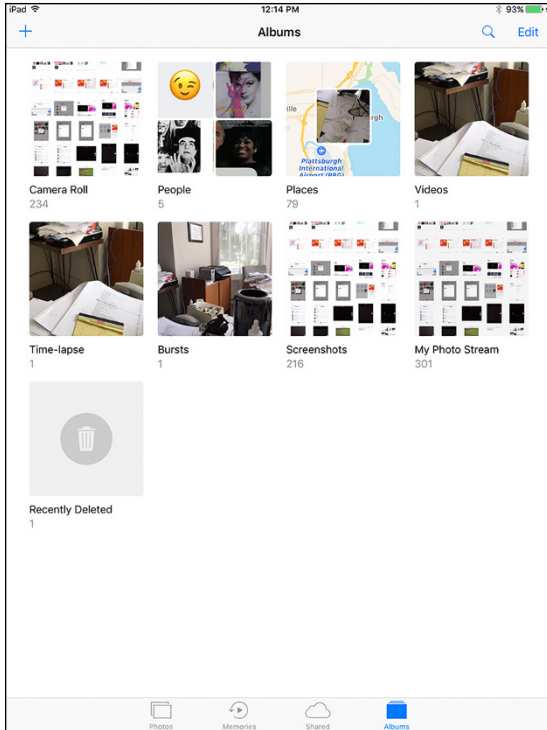 iPad 12:14 PM 93%
Albums Edit
Plattsburgh
International
Airport (PBG)
Camera Roll People Places Videos
234 5 79 1
Time-lapse Bursts Screenshots My Photo Stream
1 1 216 301
Recently Deleted
1
Photos Memories Shared Albums